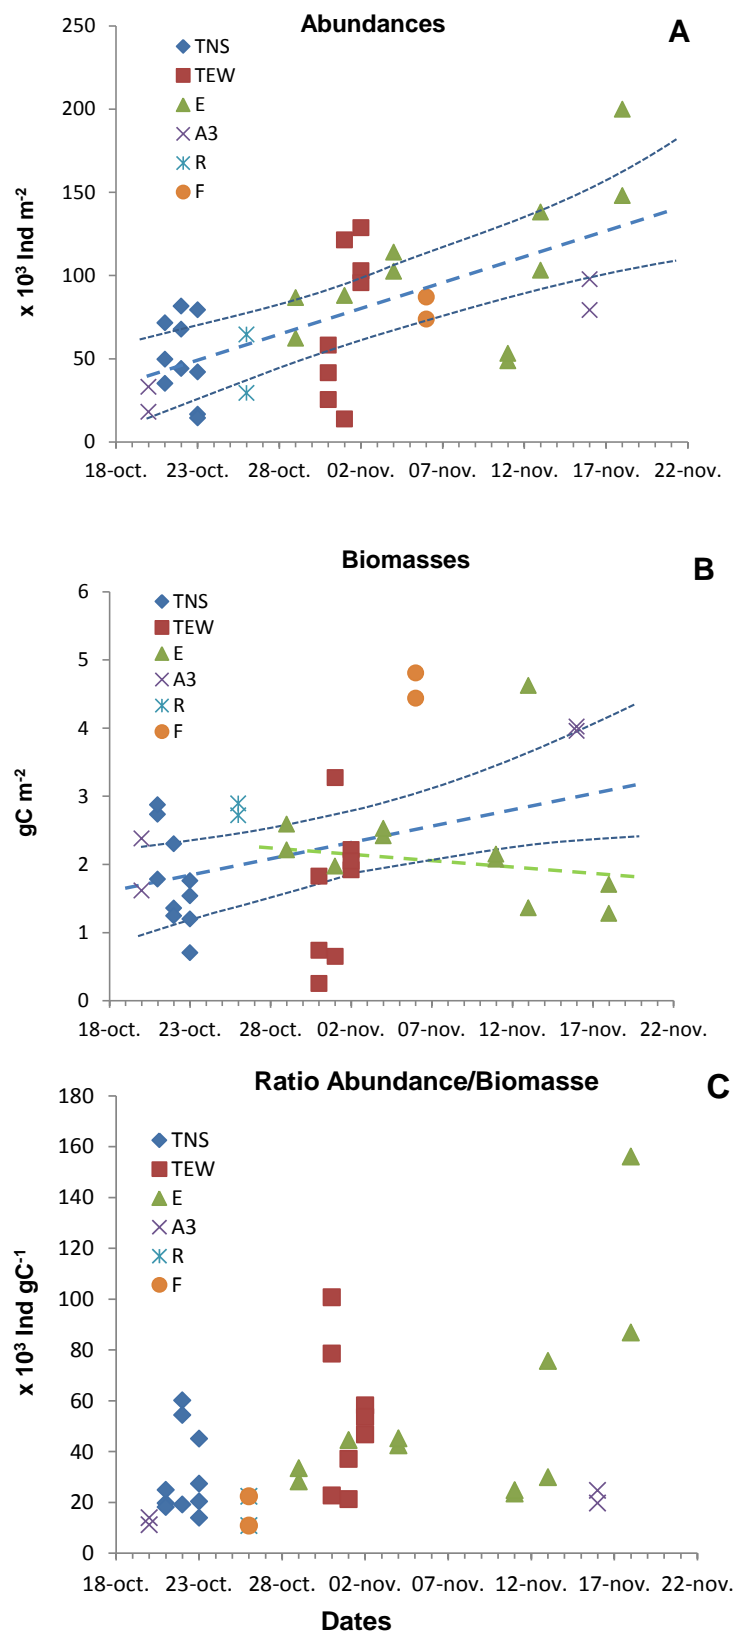 Abundances
A
250
200
150
100
50
0
x 10³ Ind m⁻²
TNS
TEW
E
A3
R
F
18-oct. 23-oct. 28-oct. 02-nov. 07-nov. 12-nov. 17-nov. 22-nov.
Biomasses
B
6
5
4
3
2
1
0
gC m⁻²
TNS
TEW
E
A3
R
F
18-oct. 23-oct. 28-oct. 02-nov. 07-nov. 12-nov. 17-nov. 22-nov.
Ratio Abundance/Biomasse
C
180
160
140
120
100
80
60
40
20
0
x 10³ Ind gC⁻¹
TNS
TEW
E
A3
R
F
18-oct. 23-oct. 28-oct. 02-nov. 07-nov. 12-nov. 17-nov. 22-nov.
Dates